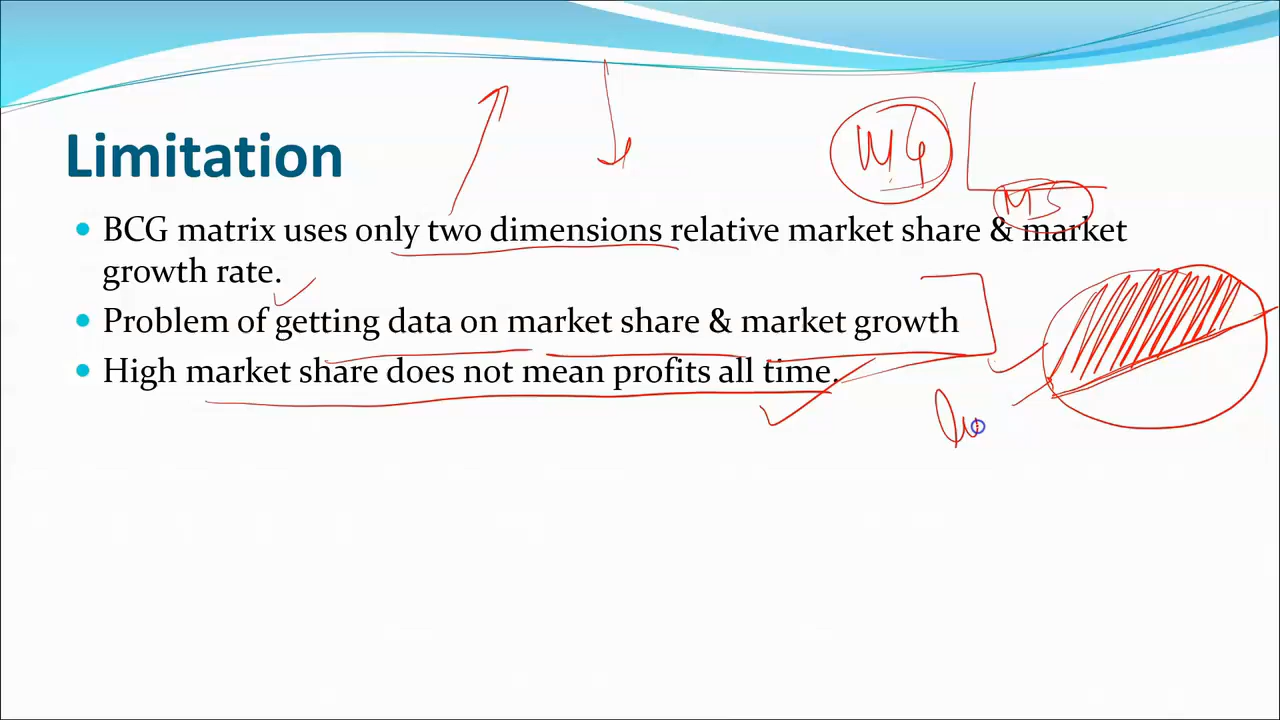 Limitation
MG
MS
• BCG matrix uses only two dimensions relative market share & market
growth rate.
• Problem of getting data on market share & market growth
• High market share does not mean profits all time.